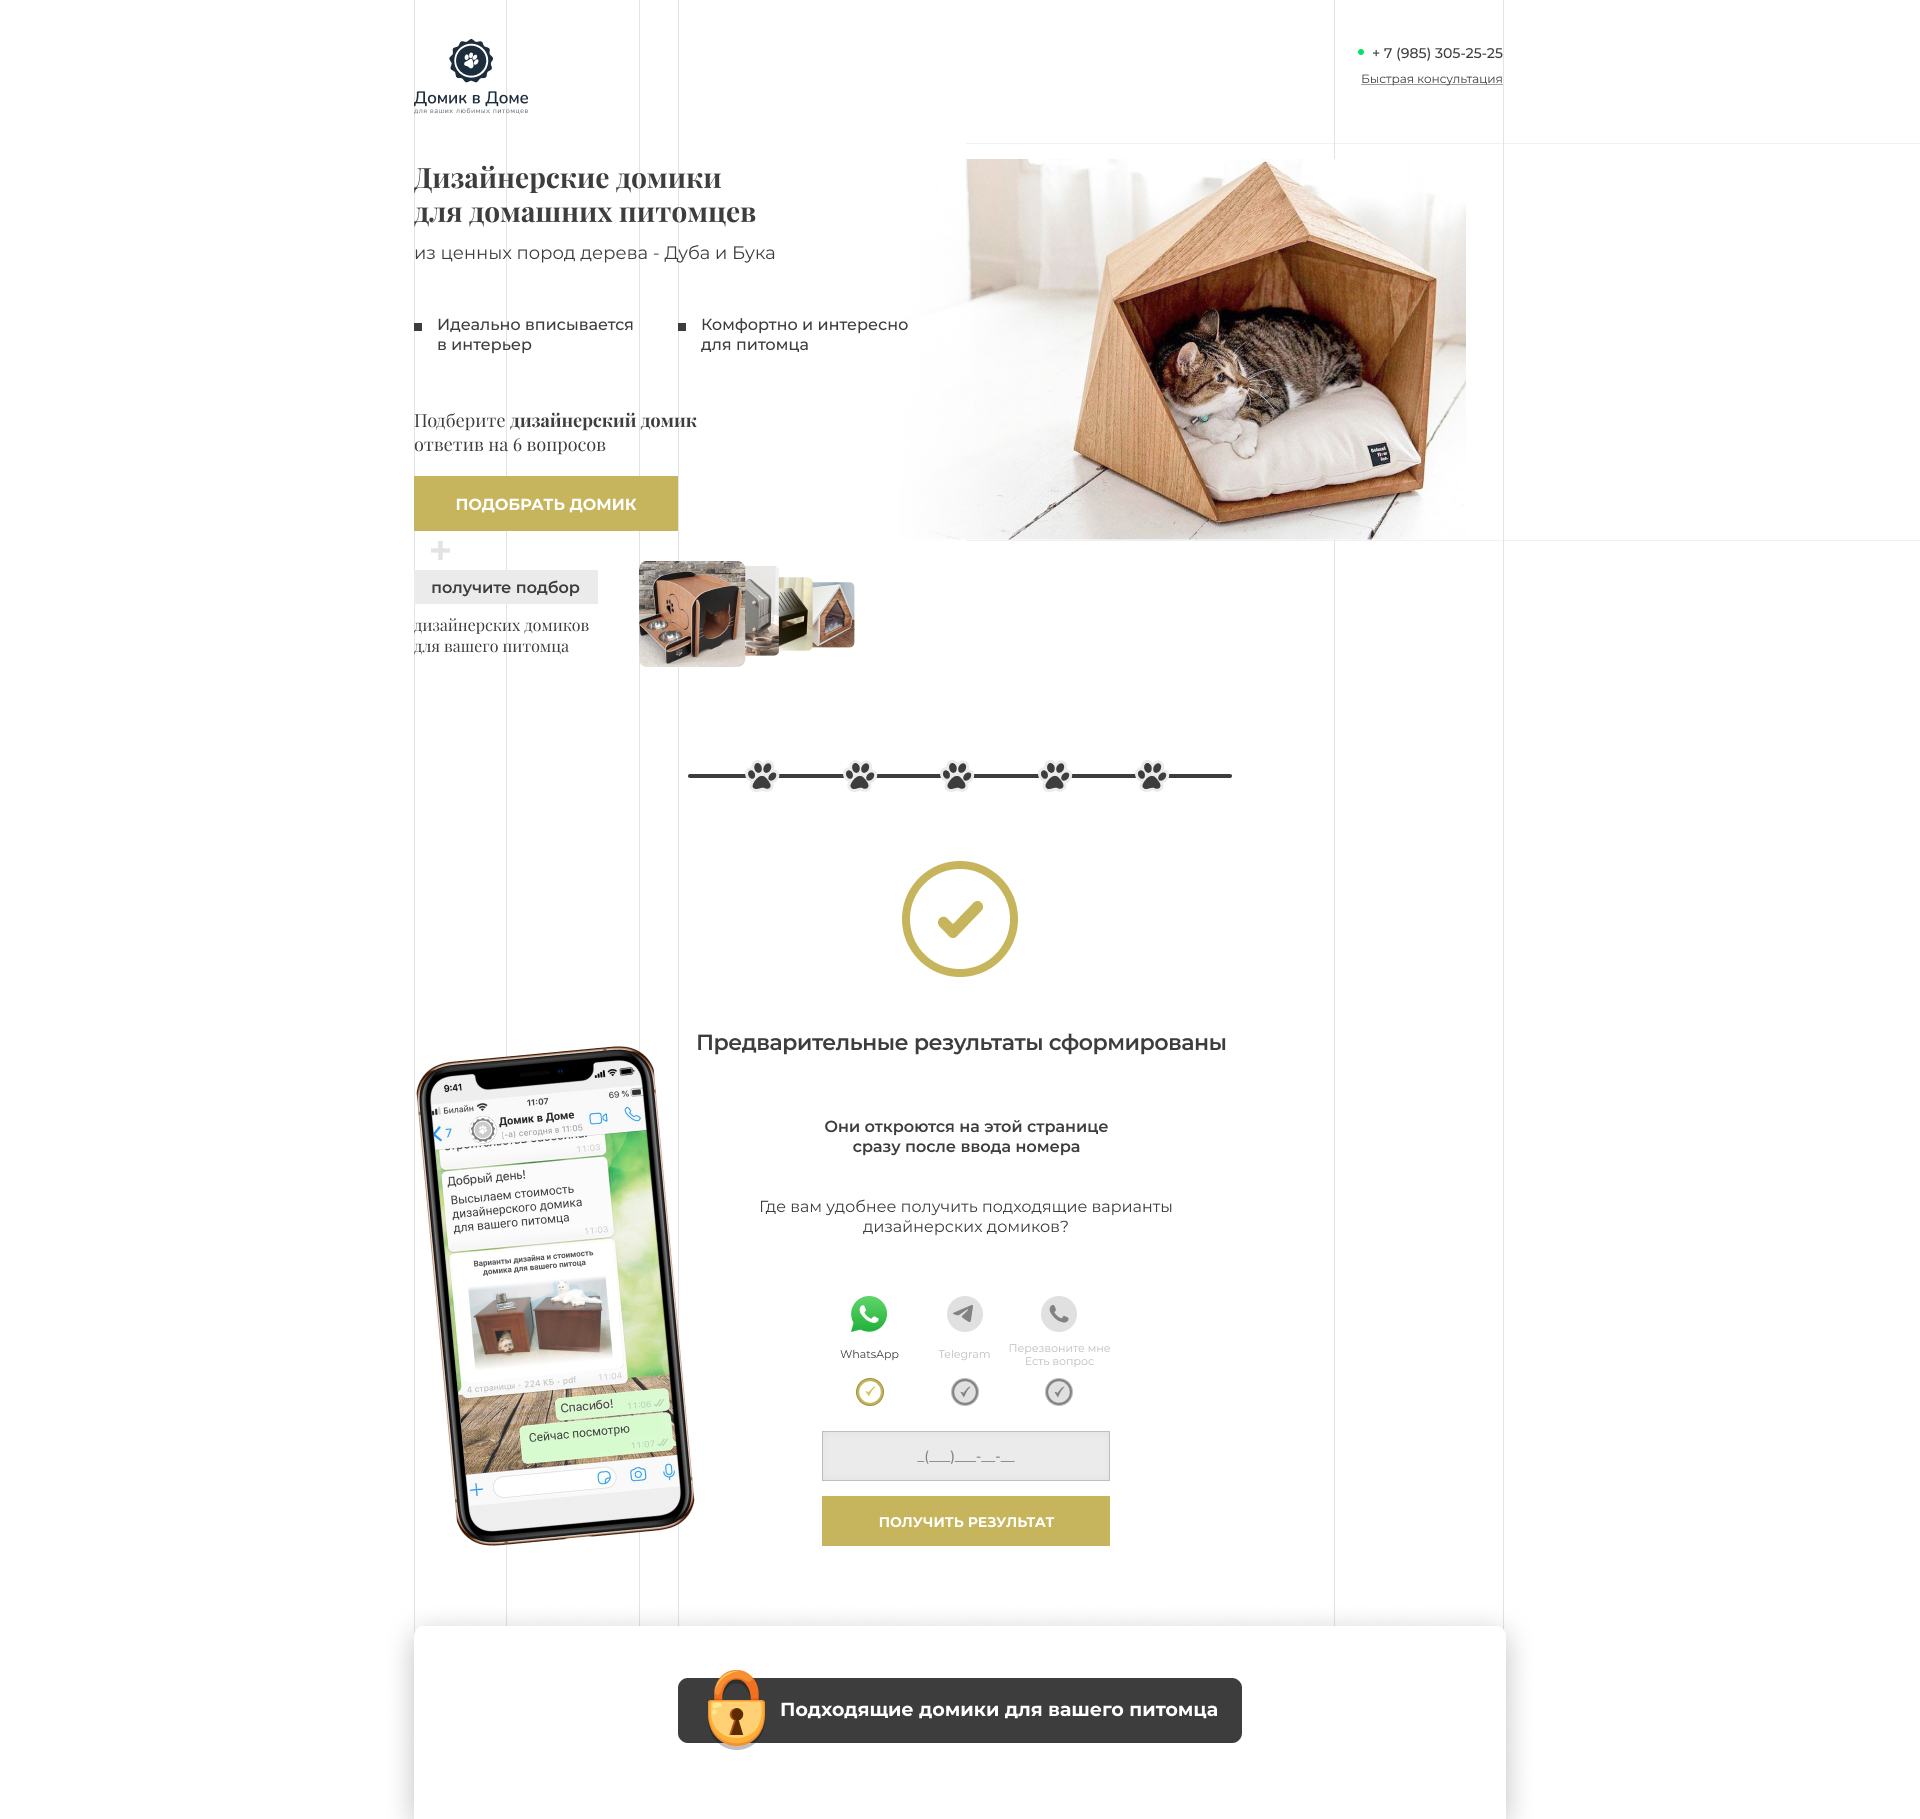 Домик в Доме
для ваших любимых питомцев
+ 7 (985) 305-25-25
Быстрая консультация
Дизайнерские домики
для домашних питомцев
из ценных пород дерева - Дуба и Бука
Идеально вписывается
в интерьер
Комфортно и интересно
для питомца
Подберите дизайнерский домик
ответив на 6 вопросов
ПОДОБРАТЬ ДОМИК
+
получите подбор
дизайнерских домиков
для вашего питомца
Предварительные результаты сформированы
Они откроются на этой странице
сразу после ввода номера
Где вам удобнее получить подходящие варианты
дизайнерских домиков?
WhatsApp
Telegram
Перезвоните мне
Есть вопрос
_(___)___-__-__
ПОЛУЧИТЬ РЕЗУЛЬТАТ
9:41
Билайн
11:07
69 %
7
Домик в Доме
(-а) сегодня в 11:05
11:03
Добрый день!
Высылаем стоимость
дизайнерского домика
для вашего питомца
11:03
Варианты дизайна и стоимость
домика для вашего питоца
4 страницы - 224 КБ - pdf
11:04
Спасибо!
11:06
Сейчас посмотрю
11:07
Подходящие домики для вашего питомца